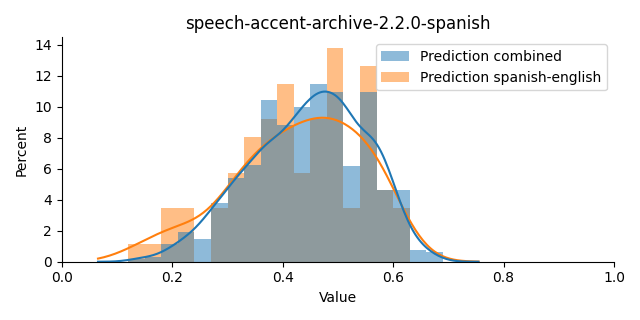 speech-accent-archive-2.2.0-spanish
Prediction combined
Prediction spanish-english
Percent
14
12
10
8
6
4
2
0
0.0 0.2 0.4 0.6 0.8 1.0
Value